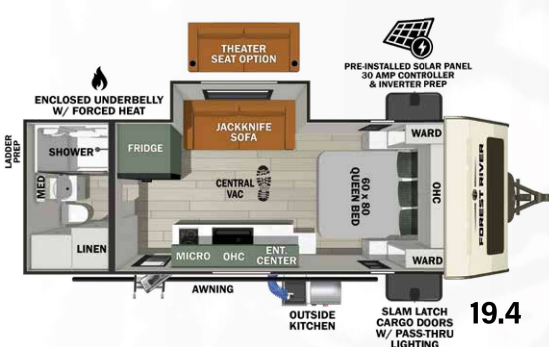 THEATER
SEAT OPTION
PRE-INSTALLED SOLAR PANEL
30 AMP CONTROLLER
& INVERTER PREP
ENCLOSED UNDERBELLY
W/ FORCED HEAT
LADDER
PREP
SHOWER
FRIDGE
JACKKNIFE
SOFA
WARD
MED
CENTRAL
VAC
60 X 80
QUEEN BED
OHC
FOREST RIVER
LINEN
MICRO
OHC
ENT.
CENTER
WARD
AWNING
OUTSIDE
KITCHEN
SLAM LATCH
CARGO DOORS
W/ PASS-THRU
LIGHTING
19.4